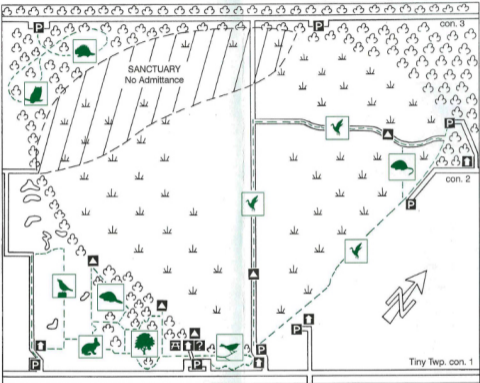 P
P
con. 3
SANCTUARY
No Admittance
P
con. 2
P
N
P
?
P
P
P
Tiny Twp. con. 1